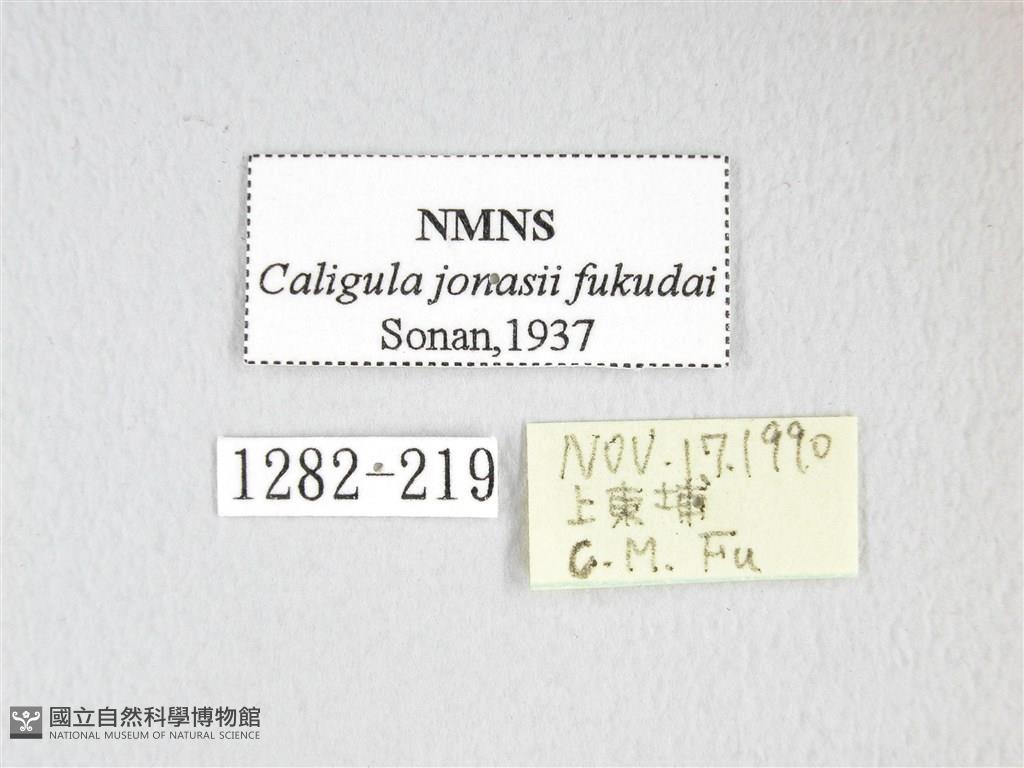 NMNS
Caligula jonasii fukudai
Sonan,1937
1282-219
NOV.17.1990
上東埔
C.M. Fu
國立自然科學博物館
NATIONAL MUSEUM OF NATURAL SCIENCE